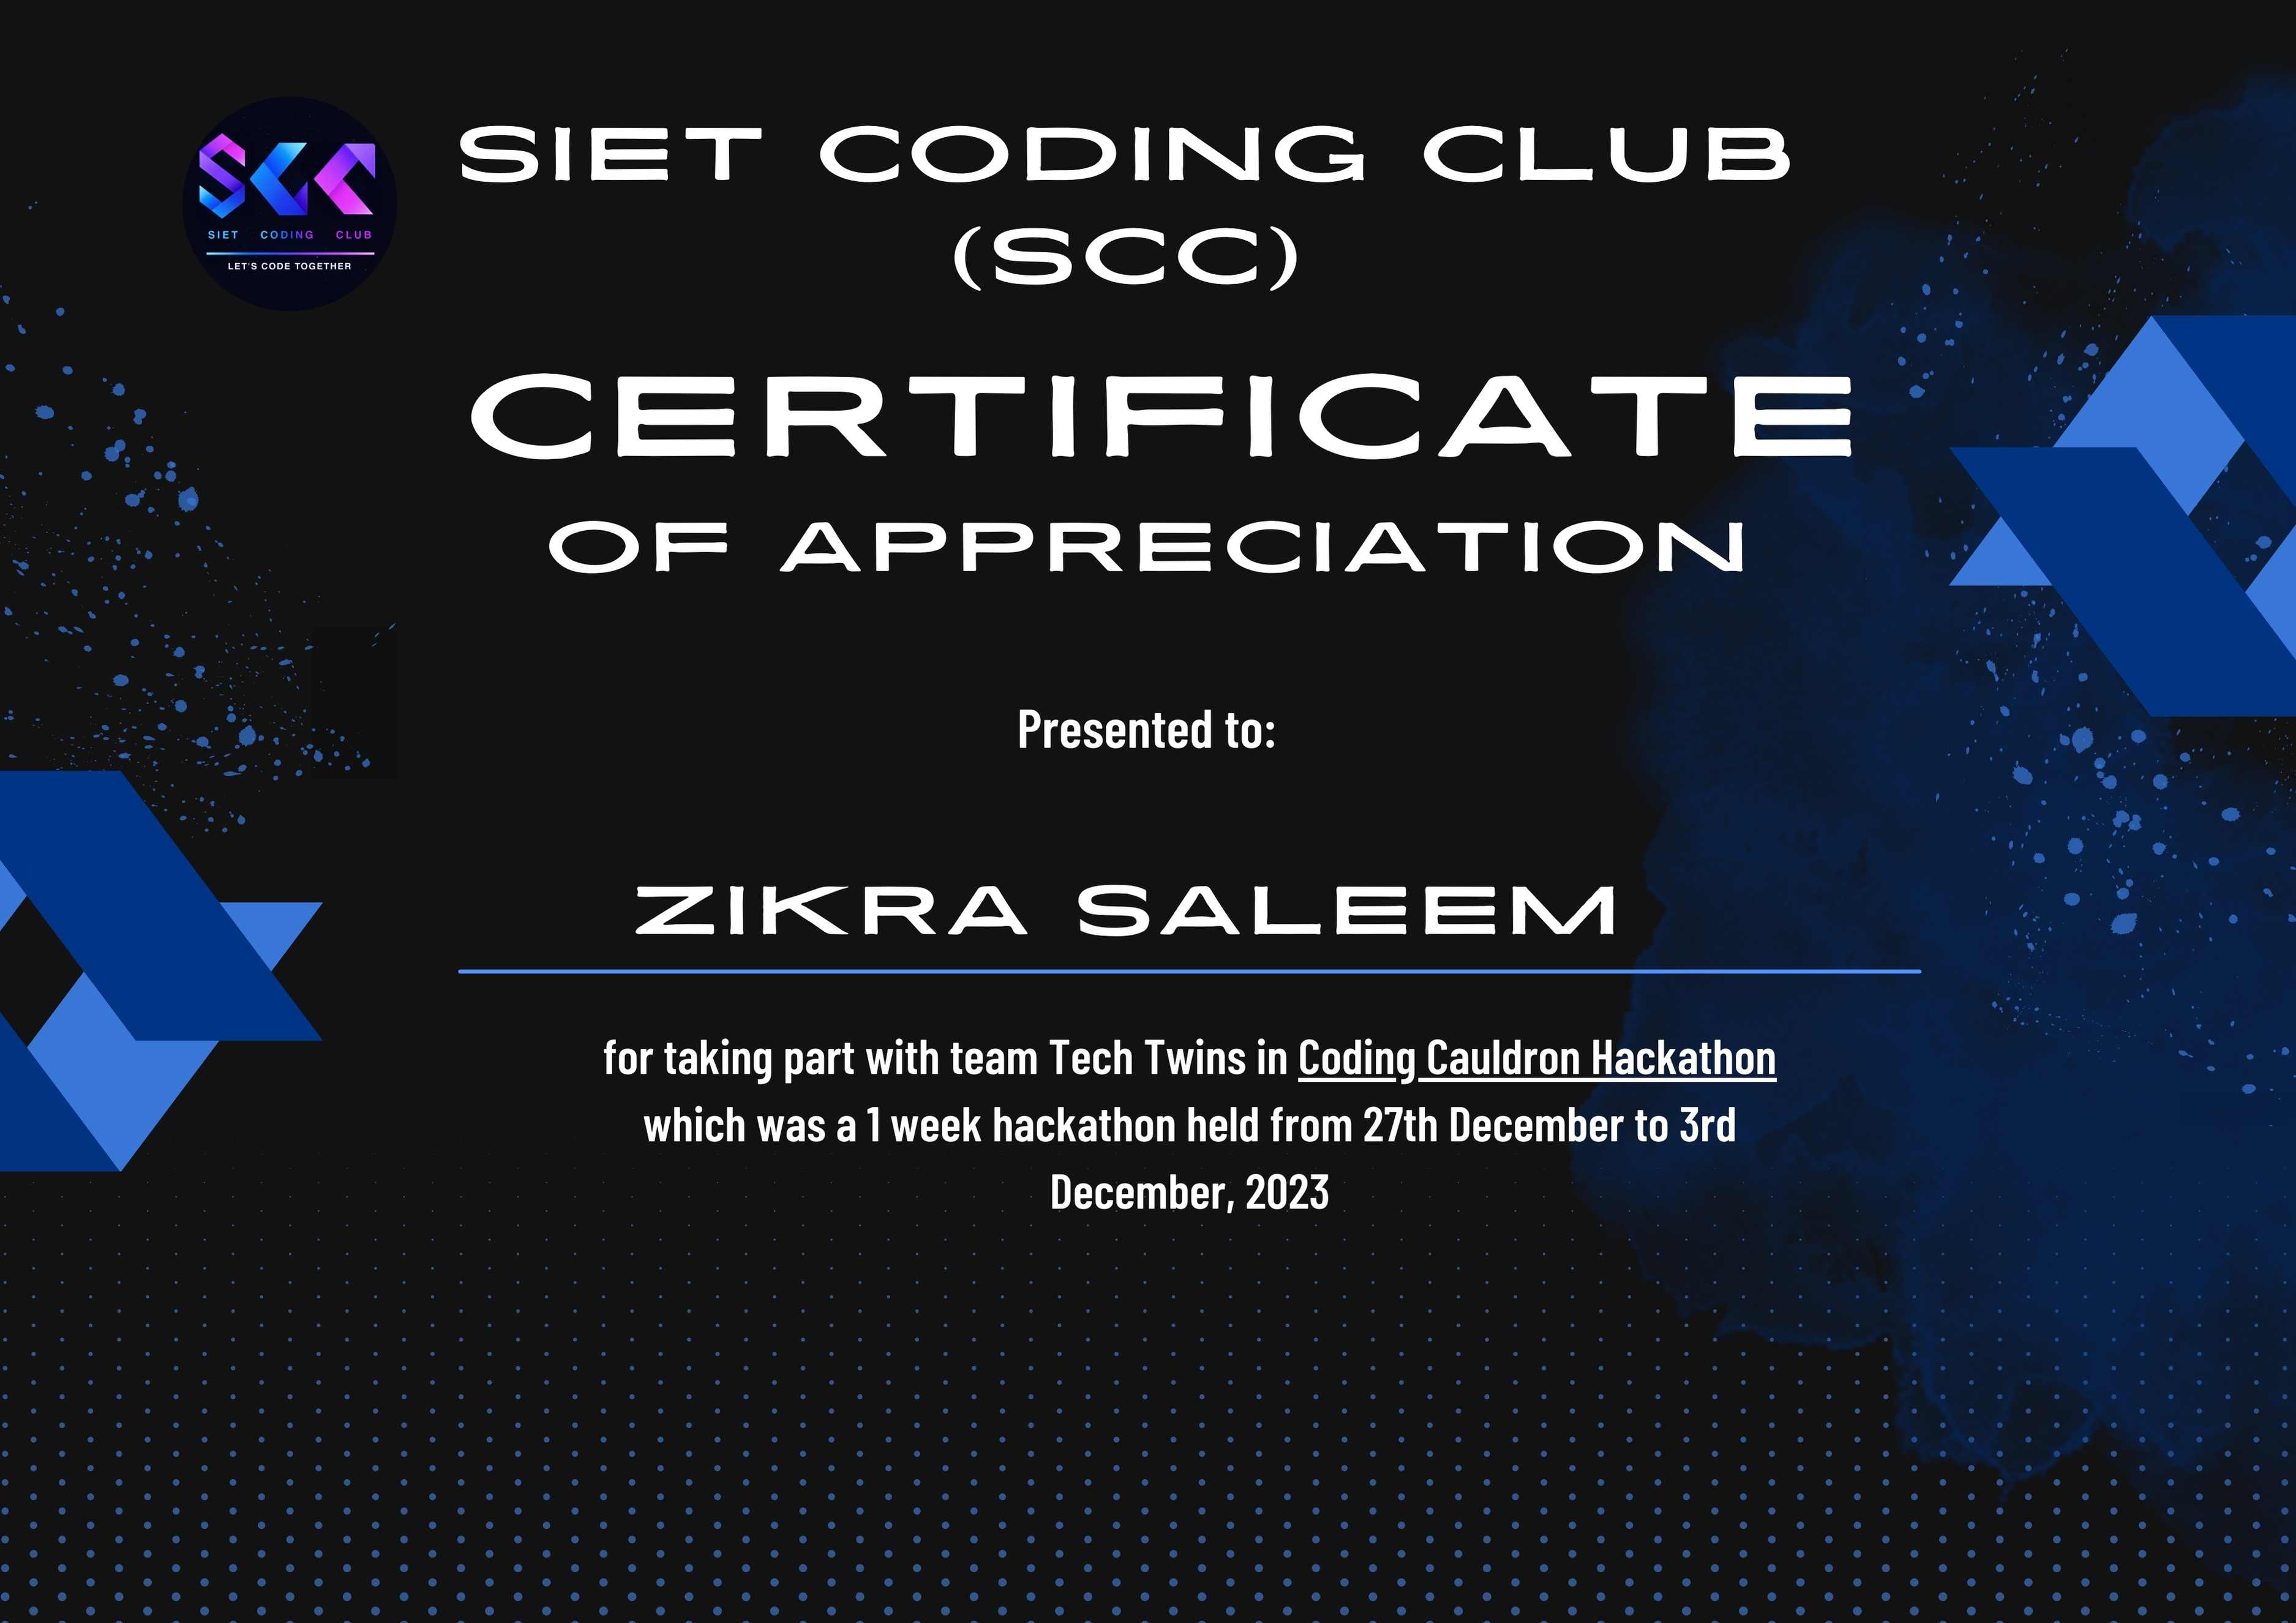 SCC
SIET CODING CLUB
LET'S CODE TOGETHER
SIET CODING CLUB
(SCC)
CERTIFICATE
OF APPRECIATION
Presented to:
ZIKRA SALEEM
for taking part with team Tech Twins in Coding Cauldron Hackathon
which was a 1 week hackathon held from 27th December to 3rd
December, 2023